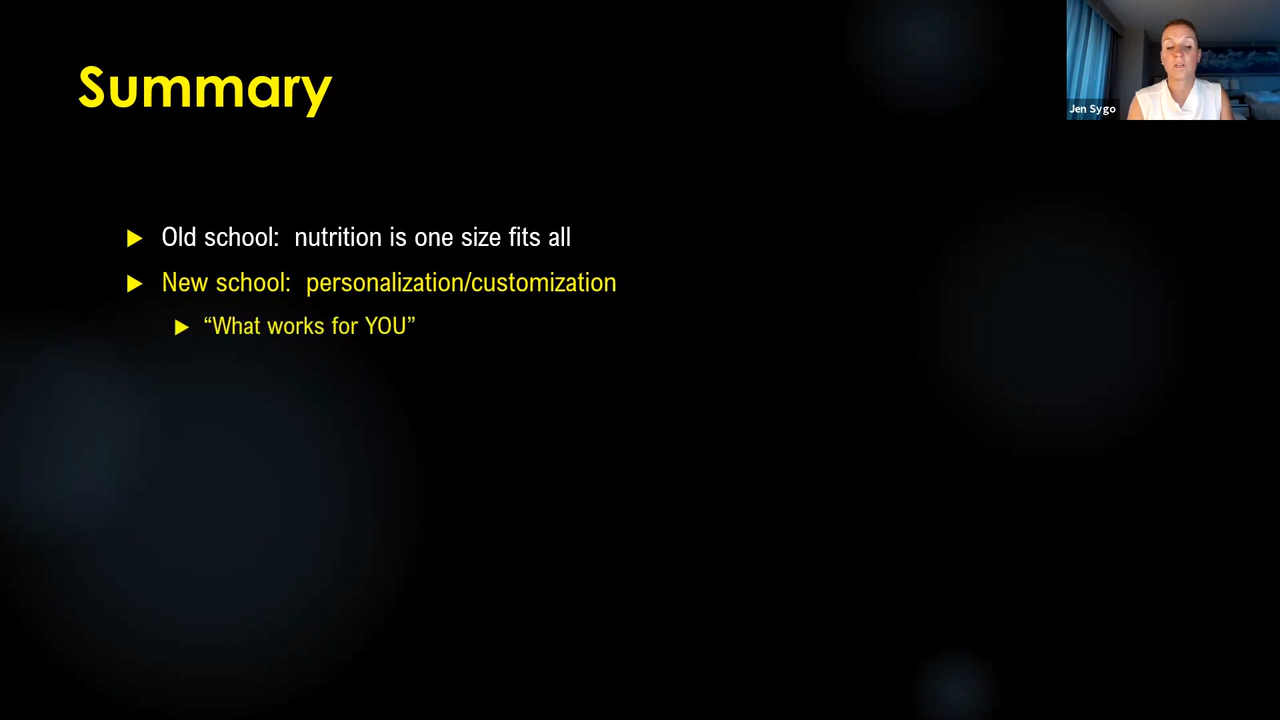 Summary
Jen Sygo
Old school: nutrition is one size fits all
New school: personalization/customization
“What works for YOU”